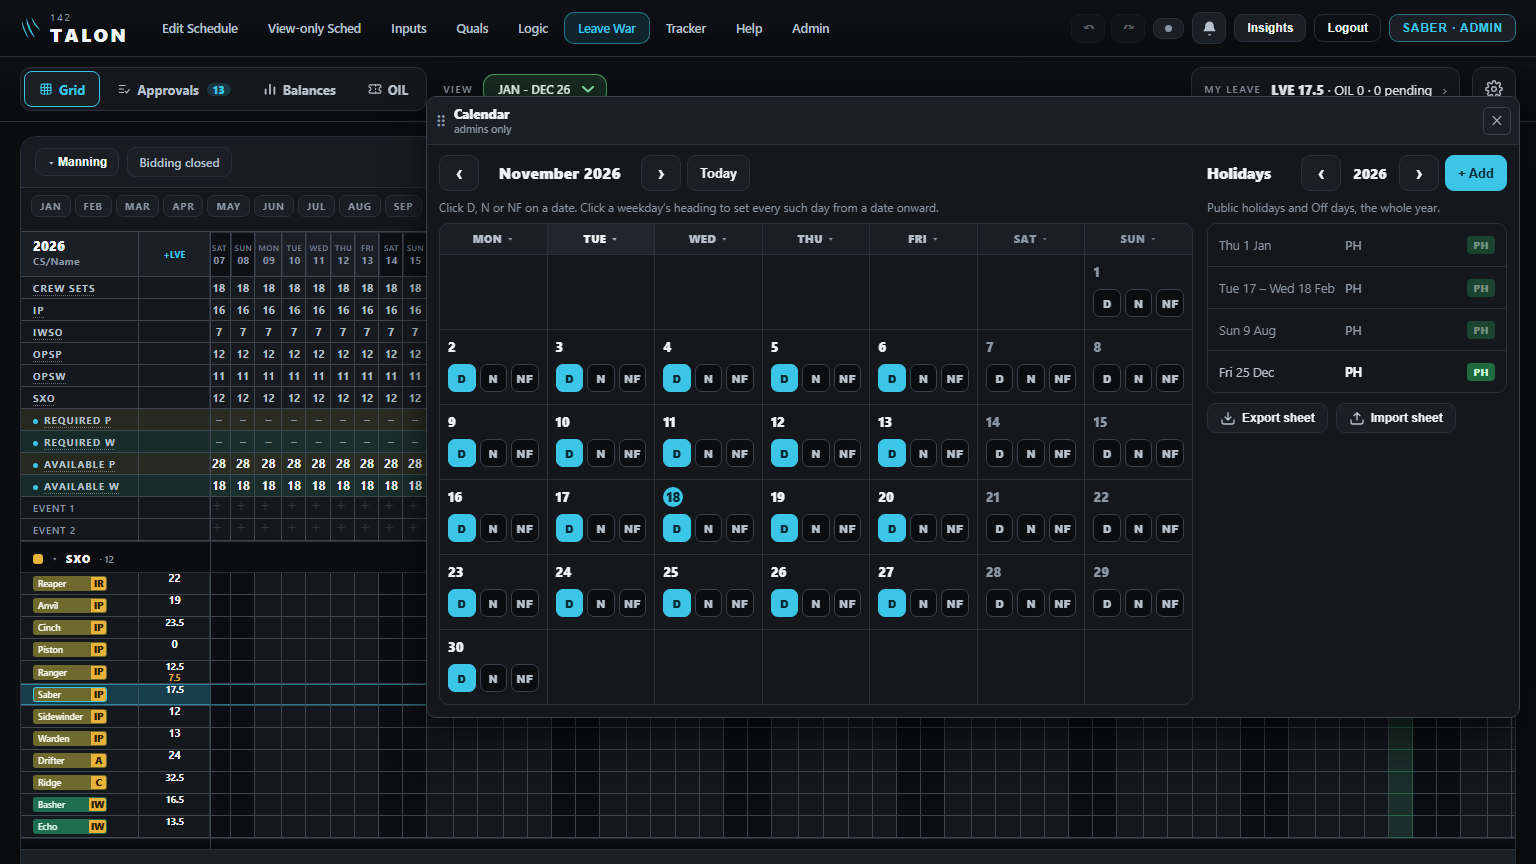 142
TALON
Edit Schedule View-only Sched Inputs Quals Logic Leave War Tracker Help Admin
Insights Logout SABER · ADMIN
Grid Approvals 13 Balances OIL
VIEW JAN - DEC 26
MY LEAVE LVE 17.5 · OIL 0 · 0 pending ›
Manning Bidding closed
JAN FEB MAR APR MAY JUN JUL AUG SEP
2026
CS/Name
+LVE
SAT SUN MON TUE WED THU FRI SAT SUN
07 08 09 10 11 12 13 14 15
CREW SETS 18 18 18 18 18 18 18 18 18
IP 16 16 16 16 16 16 16 16 16
IWSO 7 7 7 7 7 7 7 7 7
OPSP 12 12 12 12 12 12 12 12 12
OPSW 11 11 11 11 11 11 11 11 11
SXO 12 12 12 12 12 12 12 12 12
REQUIRED P – – – – – – – – –
REQUIRED W – – – – – – – – –
AVAILABLE P 28 28 28 28 28 28 28 28 28
AVAILABLE W 18 18 18 18 18 18 18 18 18
EVENT 1 + + + + + + + + +
EVENT 2 + + + + + + + + +
· SXO · 12
Reaper IR 22
Anvil IP 19
Cinch IP 23.5
Piston IP 0
Ranger IP 12.5
7.5
Saber IP 17.5
Sidewinder IP 12
Warden IP 13
Drifter A 24
Ridge C 32.5
Basher IW 16.5
Echo IW 13.5
Calendar
admins only
‹ November 2026 › Today
Click D, N or NF on a date. Click a weekday's heading to set every such day from a date onward.
MON TUE WED THU FRI SAT SUN
1
D N NF
2 3 4 5 6 7 8
D N NF D N NF D N NF D N NF D N NF D N NF D N NF
9 10 11 12 13 14 15
D N NF D N NF D N NF D N NF D N NF D N NF D N NF
16 17 18 19 20 21 22
D N NF D N NF D N NF D N NF D N NF D N NF D N NF
23 24 25 26 27 28 29
D N NF D N NF D N NF D N NF D N NF D N NF D N NF
30
D N NF
Holidays ‹ 2026 › + Add
Public holidays and Off days, the whole year.
Thu 1 Jan PH PH
Tue 17 – Wed 18 Feb PH PH
Sun 9 Aug PH PH
Fri 25 Dec PH PH
Export sheet Import sheet